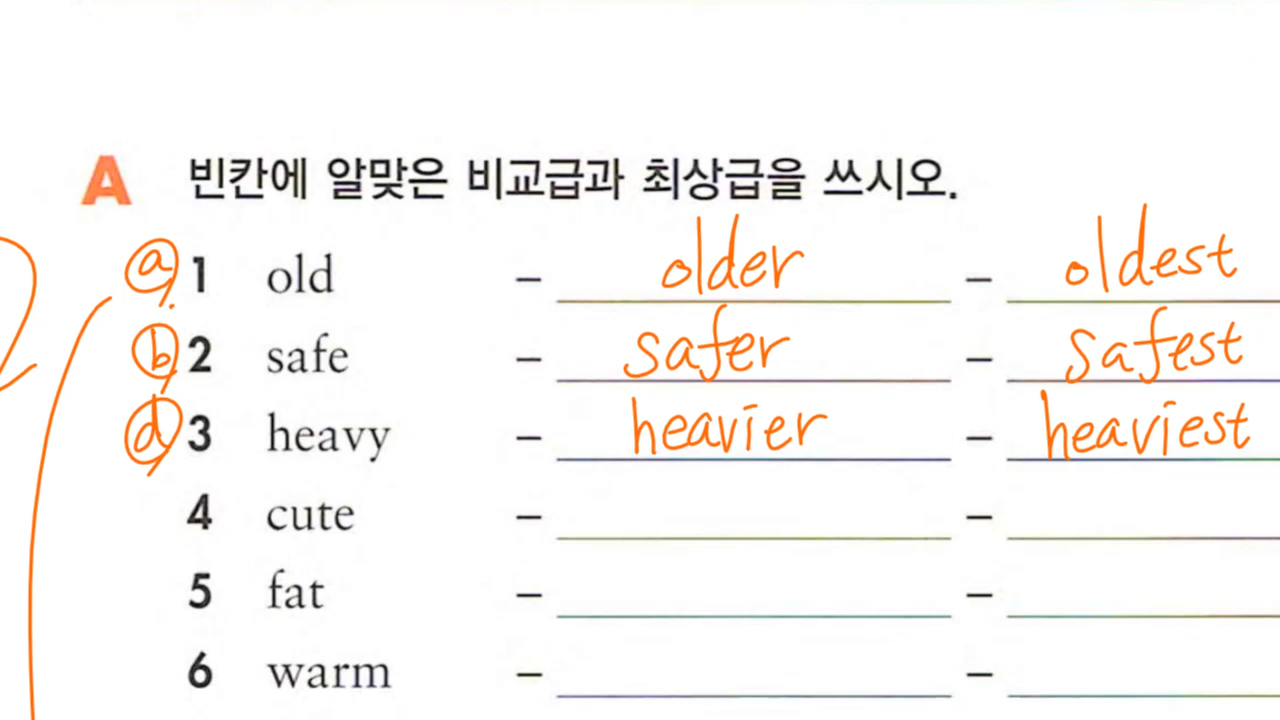 A 빈칸에 알맞은 비교급과 최상급을 쓰시오.
ⓐ 1 old – older – oldest
ⓑ 2 safe – safer – safest
ⓓ 3 heavy – heavier – heaviest
4 cute – –
5 fat – –
6 warm – –